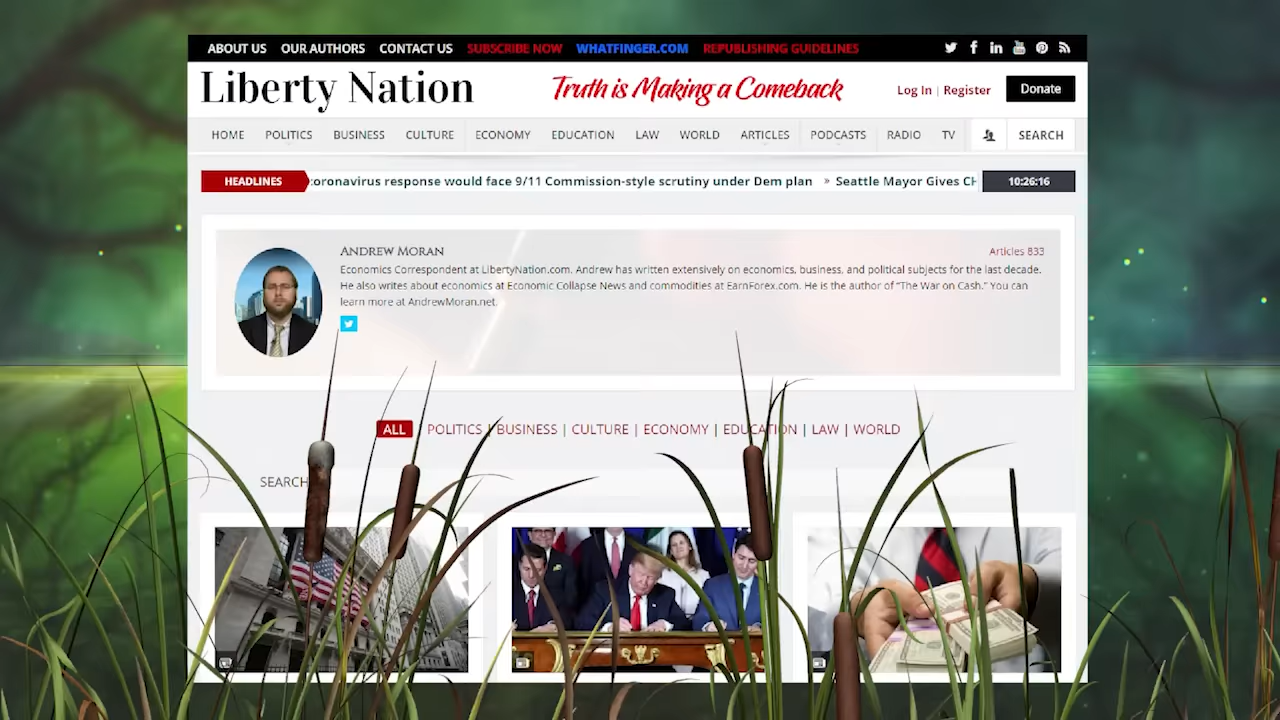 ABOUT US OUR AUTHORS CONTACT US SUBSCRIBE NOW WHATFINGER.COM REPUBLISHING GUIDELINES
Liberty Nation
Truth is Making a Comeback
Log In | Register
Donate
HOME POLITICS BUSINESS CULTURE ECONOMY EDUCATION LAW WORLD ARTICLES PODCASTS RADIO TV SEARCH
HEADLINES
coronavirus response would face 9/11 Commission-style scrutiny under Dem plan » Seattle Mayor Gives CH
10:26:16
ANDREW MORAN
Articles 833
Economics Correspondent at LibertyNation.com. Andrew has written extensively on economics, business, and political subjects for the last decade.
He also writes about economics at Economic Collapse News and commodities at EarnForex.com. He is the author of “The War on Cash.” You can
learn more at AndrewMoran.net.
ALL | POLITICS | BUSINESS | CULTURE | ECONOMY | EDUCATION | LAW | WORLD
SEARCH